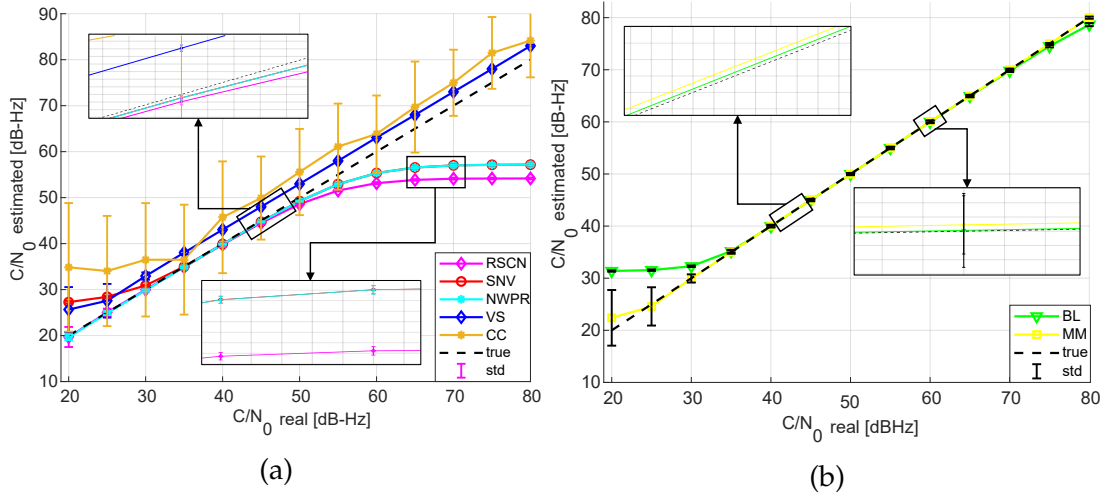 90
80
70
60
50
40
30
20
10
20 30 40 50 60 70 80
C/N0 estimated [dB-Hz]
C/N0 real [dB-Hz]
RSCN
SNV
NWPR
VS
CC
true
std
(a)
80
70
60
50
40
30
20
10
20 30 40 50 60 70 80
C/N0 estimated [dB-Hz]
C/N0 real [dBHz]
BL
MM
true
std
(b)